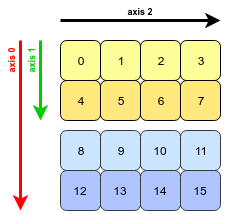 axis 2
axis 0
axis 1
0 1 2 3
4 5 6 7
8 9 10 11
12 13 14 15